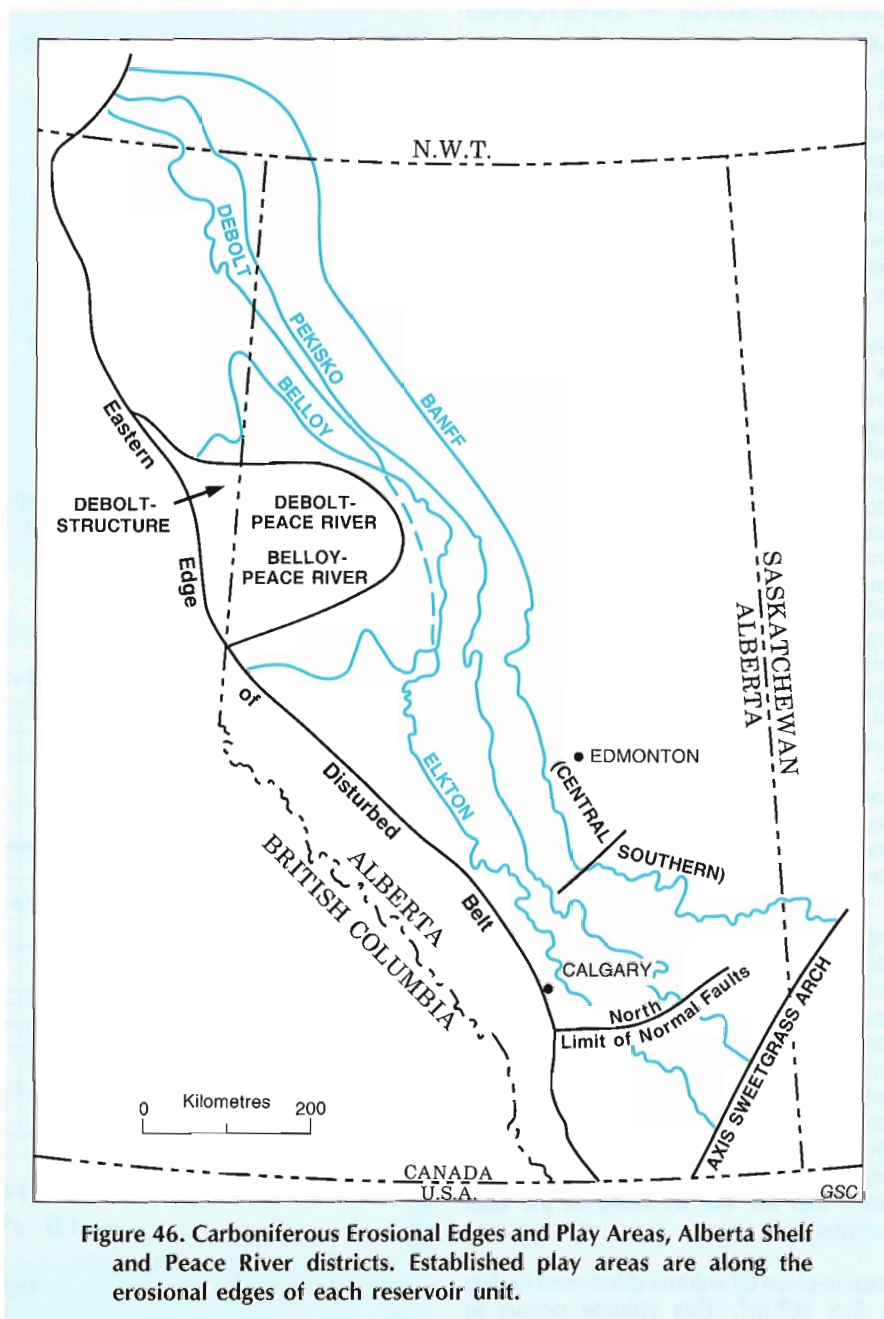 N.W.T.
DEBOLT
PEKISKO
BELLOY
BANFF
Eastern
Edge
of
Disturbed
Belt
DEBOLT-
STRUCTURE
DEBOLT-
PEACE RIVER
BELLOY-
PEACE RIVER
SASKATCHEWAN
ALBERTA
EDMONTON
ELKTON
(CENTRAL
SOUTHERN)
ALBERTA
BRITISH COLUMBIA
CALGARY
North
Limit of Normal Faults
AXIS SWEETGRASS ARCH
Kilometres
0 200
CANADA
U.S.A.
GSC
Figure 46. Carboniferous Erosional Edges and Play Areas, Alberta Shelf
and Peace River districts. Established play areas are along the
erosional edges of each reservoir unit.